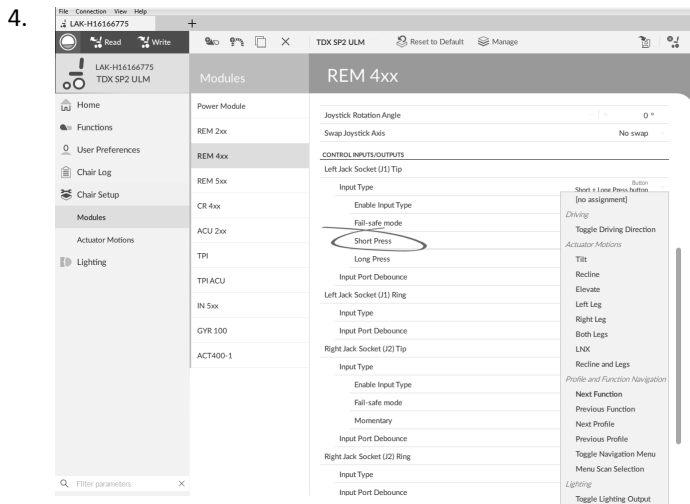 4.
File Connection View Help
LAK-H16166775 +
Read Write TDX SP2 ULM Reset to Default Manage
LAK-H16166775
TDX SP2 ULM
Home
Functions
User Preferences
Chair Log
Chair Setup
Modules
Actuator Motions
Lighting
Filter parameters
Modules
Power Module
REM 2xx
REM 4xx
REM 5xx
CR 4xx
ACU 2xx
TPI
TPI ACU
IN 5xx
GYR 100
ACT400-1
REM 4xx
Joystick Rotation Angle 0 °
Swap Joystick Axis No swap
CONTROL INPUTS/OUTPUTS
Left Jack Socket (J1) Tip
Input Type Button
Short + Long Press button
Enable Input Type
Fail-safe mode
Short Press
Long Press
Input Port Debounce
Left Jack Socket (J1) Ring
Input Type
Input Port Debounce
Right Jack Socket (J2) Tip
Input Type
Enable Input Type
Fail-safe mode
Momentary
Input Port Debounce
Right Jack Socket (J2) Ring
Input Type
Input Port Debounce
[no assignment}
Driving
Toggle Driving Direction
Actuator Motions
Tilt
Recline
Elevate
Left Leg
Right Leg
Both Legs
LNX
Recline and Legs
Profile and Function Navigation
Next Function
Previous Function
Next Profile
Previous Profile
Toggle Navigation Menu
Menu Scan Selection
Lighting
Toggle Lighting Output